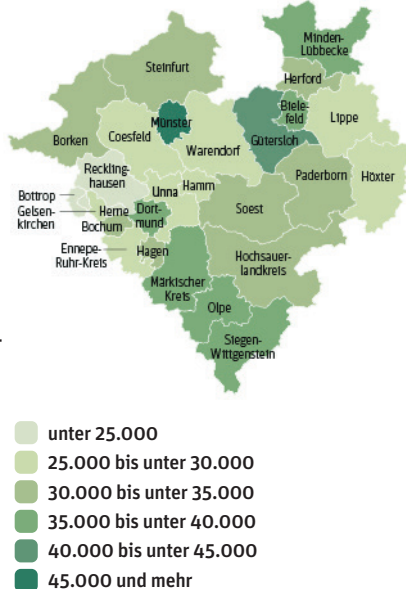 Minden-
Lübbecke
Steinfurt
Herford
Münster
Biele-
feld
Lippe
Borken
Coesfeld
Gütersloh
Warendorf
Reckling-
hausen
Paderborn
Höxter
Hamm
Unna
Bottrop
Gelsen-
kirchen
Herne
Dort-
mund
Soest
Bochum
Ennepe-
Ruhr-Kreis
Hagen
Hochsauer-
landkreis
Märkischer
Kreis
Olpe
Siegen-
Wittgenstein
unter 25.000
25.000 bis unter 30.000
30.000 bis unter 35.000
35.000 bis unter 40.000
40.000 bis unter 45.000
45.000 und mehr